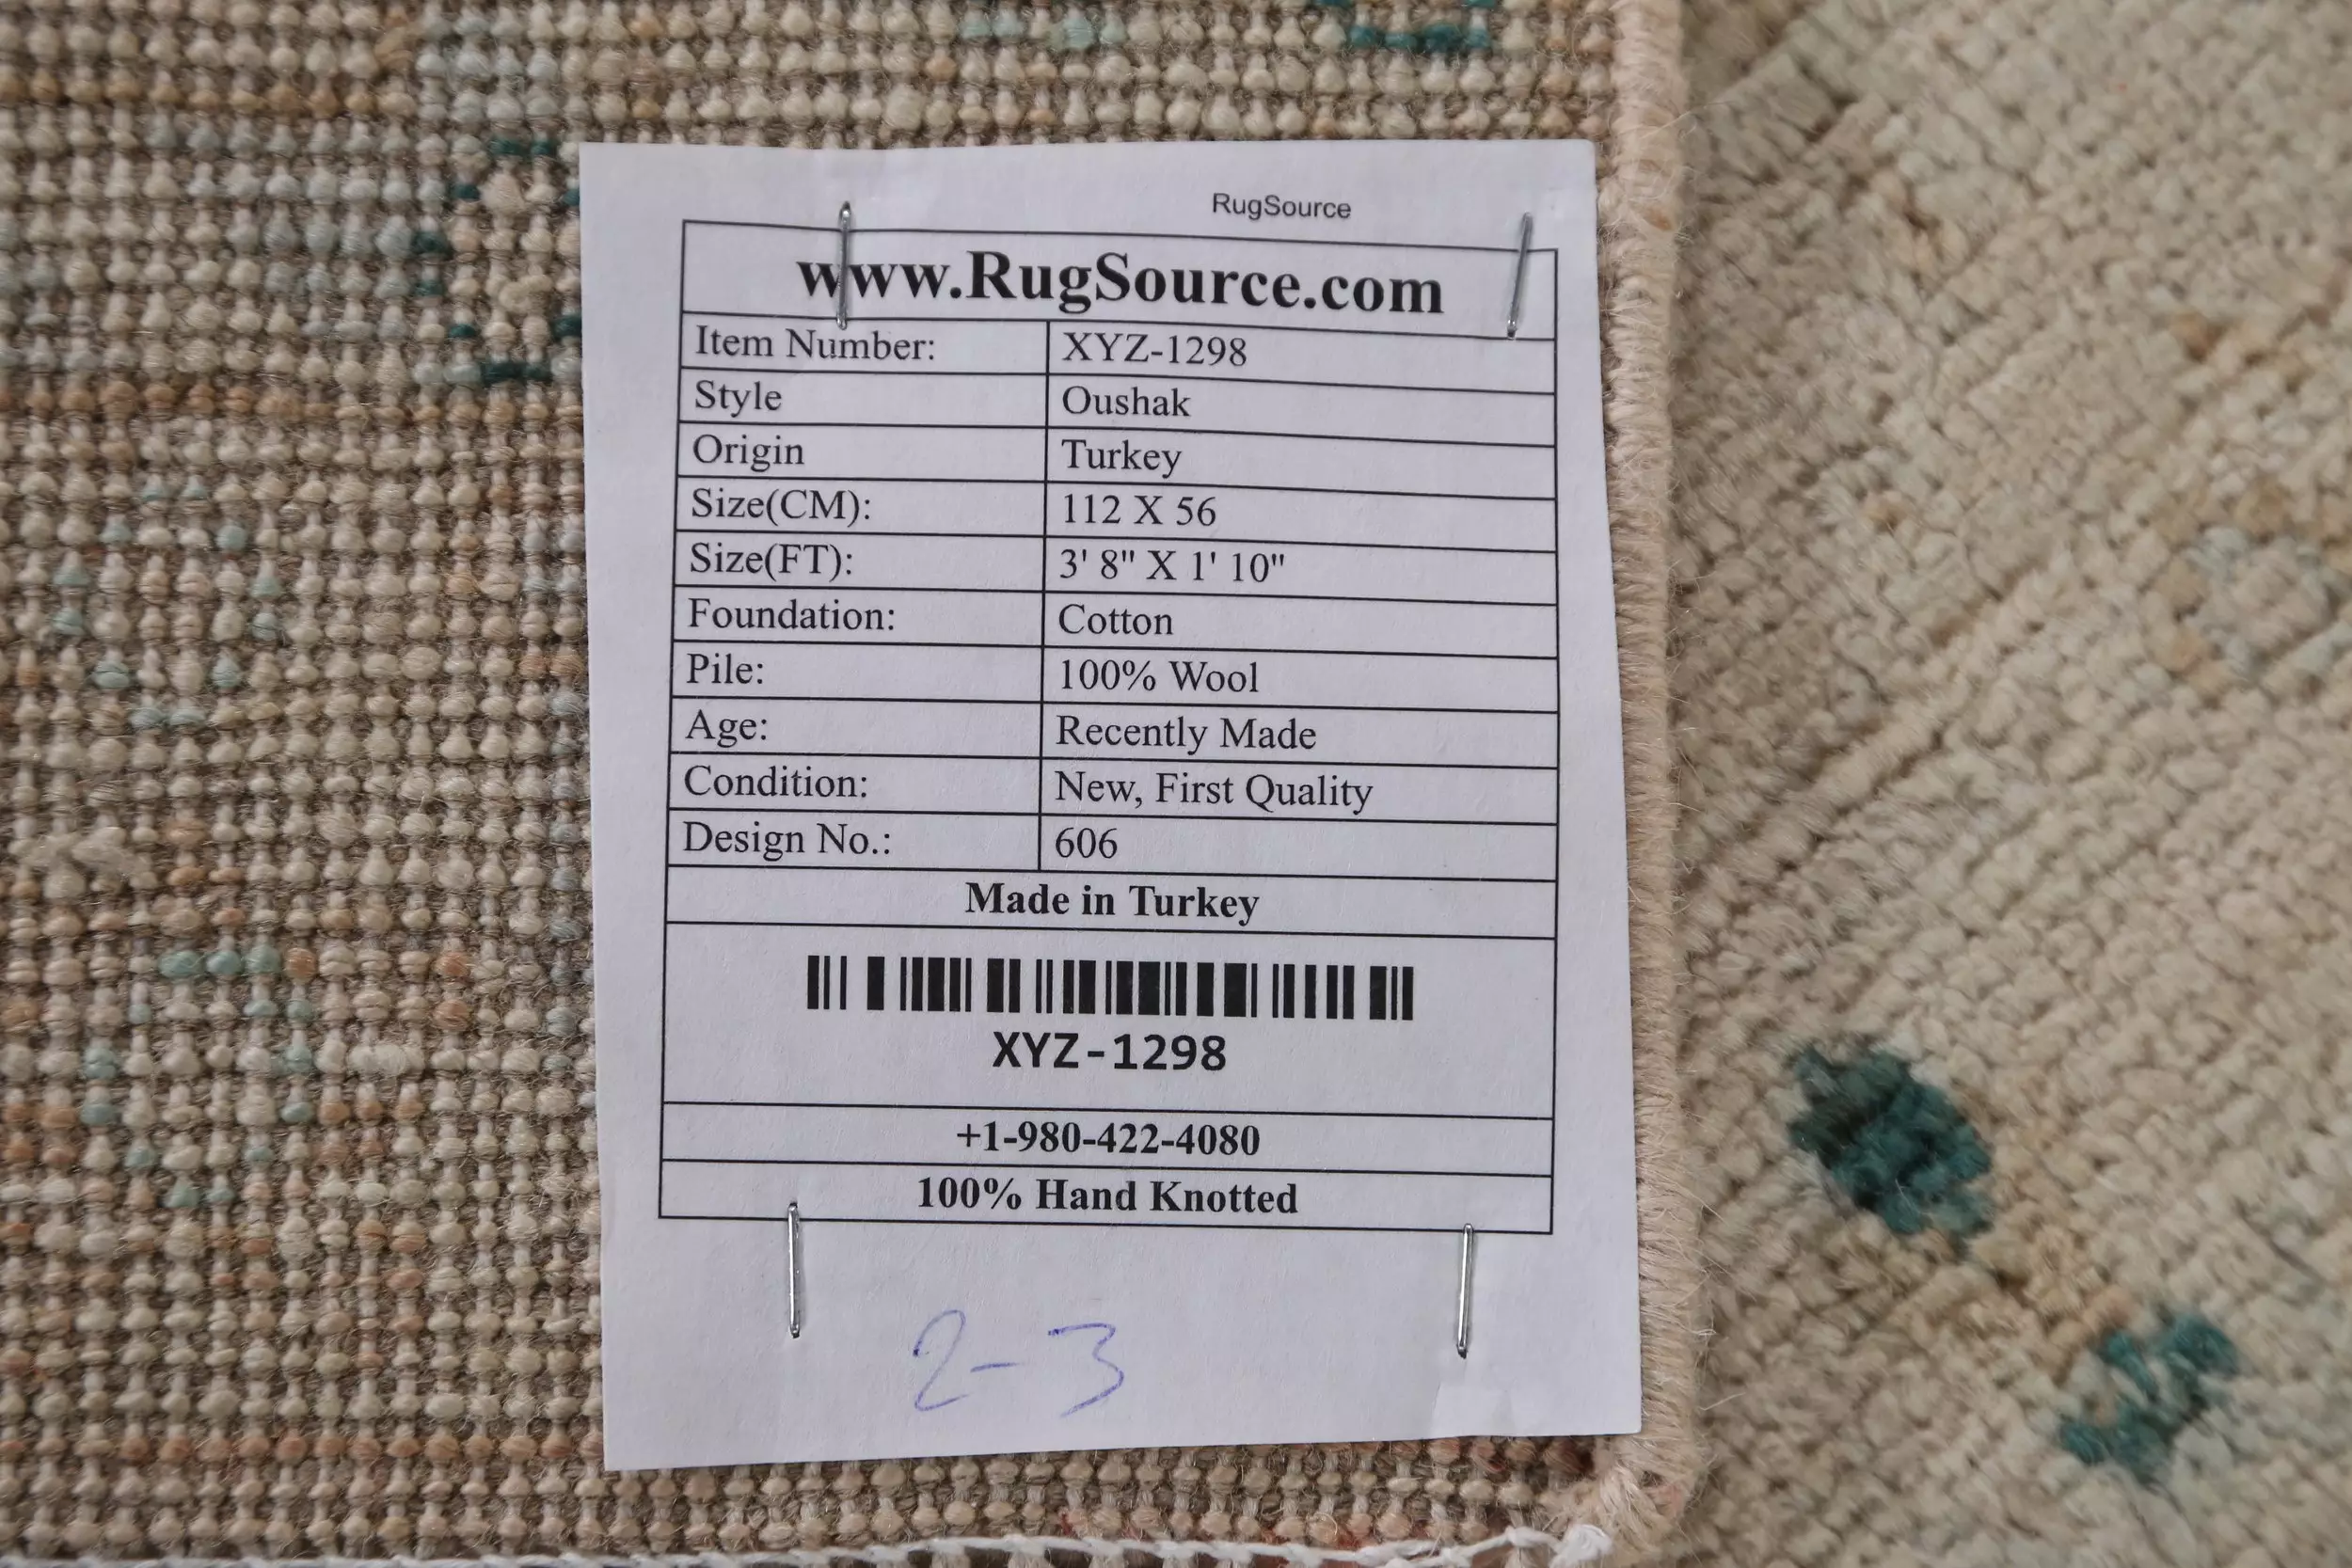 RugSource
www.RugSource.com
Item Number: XYZ-1298
Style Oushak
Origin Turkey
Size(CM): 112 X 56
Size(FT): 3' 8" X 1' 10"
Foundation: Cotton
Pile: 100% Wool
Age: Recently Made
Condition: New, First Quality
Design No.: 606
Made in Turkey
XYZ-1298
+1-980-422-4080
100% Hand Knotted
2-3